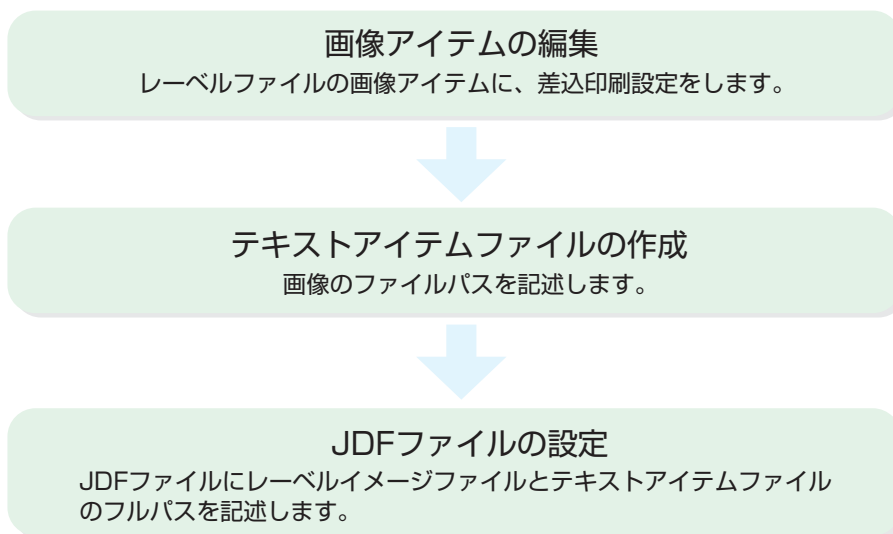 画像アイテムの編集
レーベルファイルの画像アイテムに、差込印刷設定をします。
テキストアイテムファイルの作成
画像のファイルパスを記述します。
JDFファイルの設定
JDFファイルにレーベルイメージファイルとテキストアイテムファイル
のフルパスを記述します。